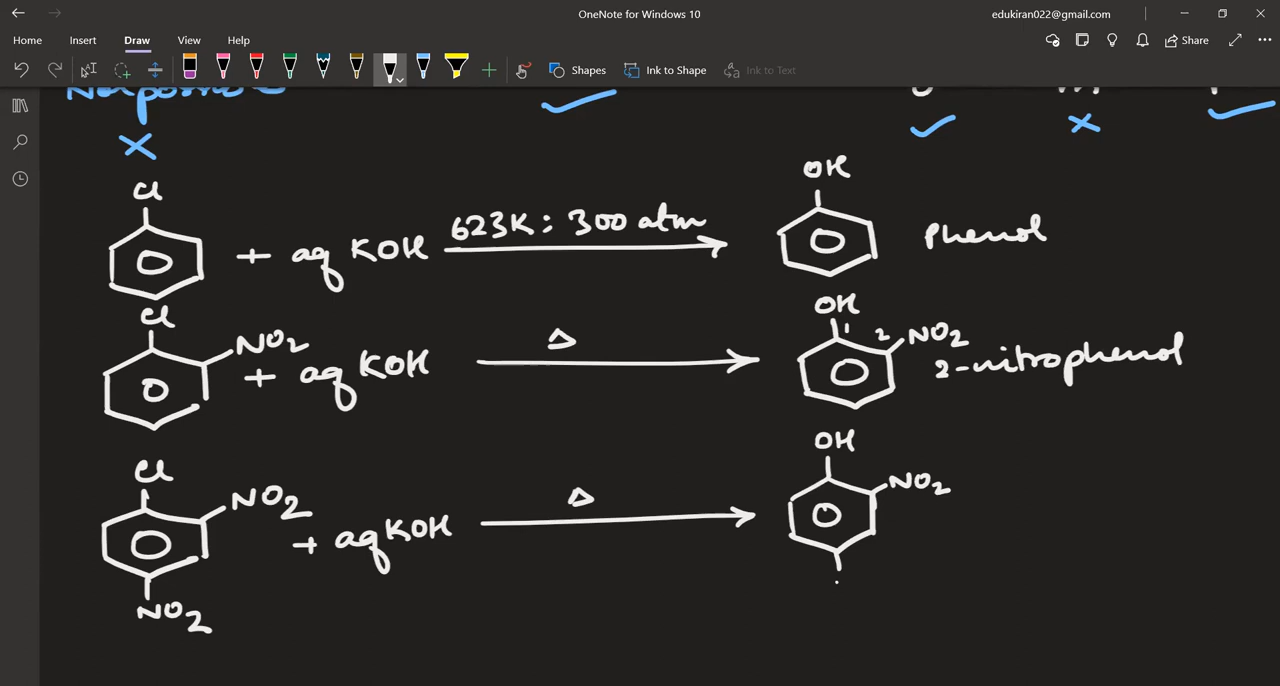 OneNote for Windows 10
edukiran022@gmail.com
Home Insert Draw View Help
Share
Shapes
Ink to Shape
Ink to Text
Cl
OH
+ aq KOH
623K : 300 atm
Phenol
Cl
NO2
+ aq KOH
Δ
OH
1 2 NO2
2-nitrophenol
Cl
NO2
+ aq KOH
Δ
OH
NO2
NO2